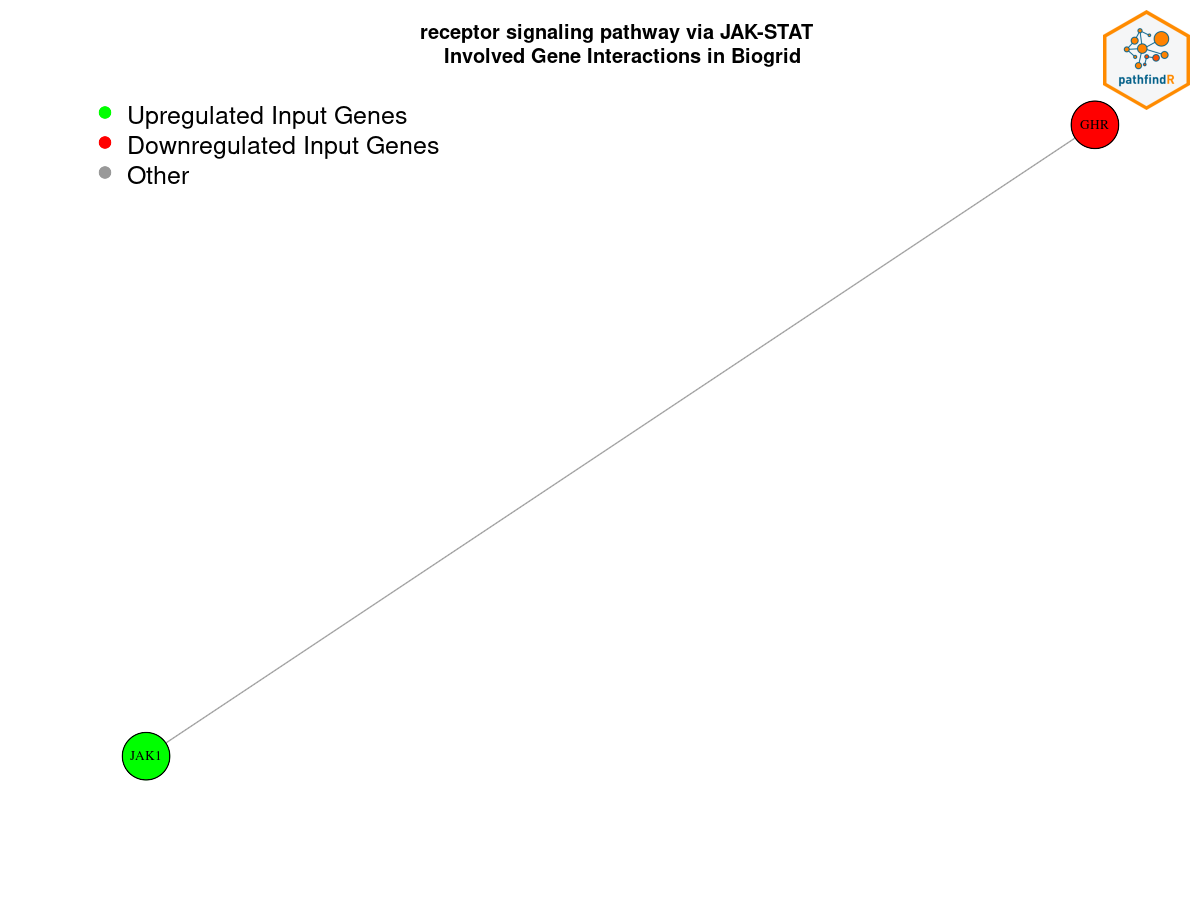 receptor signaling pathway via JAK-STAT
Involved Gene Interactions in Biogrid
pathfindR
Upregulated Input Genes
Downregulated Input Genes
Other
GHR
JAK1